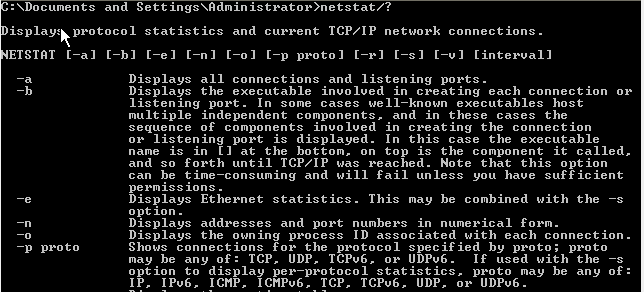 C:\Documents and Settings\Administrator>netstat/?
Displays protocol statistics and current TCP/IP network connections.
NETSTAT [-a] [-b] [-e] [-n] [-o] [-p proto] [-r] [-s] [-v] [interval]
-a Displays all connections and listening ports.
-b Displays the executable involved in creating each connection or
listening port. In some cases well-known executables host
multiple independent components, and in these cases the
sequence of components involved in creating the connection
or listening port is displayed. In this case the executable
name is in [] at the bottom, on top is the component it called,
and so forth until TCP/IP was reached. Note that this option
can be time-consuming and will fail unless you have sufficient
permissions.
-e Displays Ethernet statistics. This may be combined with the -s
option.
-n Displays addresses and port numbers in numerical form.
-o Displays the owning process ID associated with each connection.
-p proto Shows connections for the protocol specified by proto; proto
may be any of: TCP, UDP, TCPv6, or UDPv6. If used with the -s
option to display per-protocol statistics, proto may be any of:
IP, IPv6, ICMP, ICMPv6, TCP, TCPv6, UDP, or UDPv6.